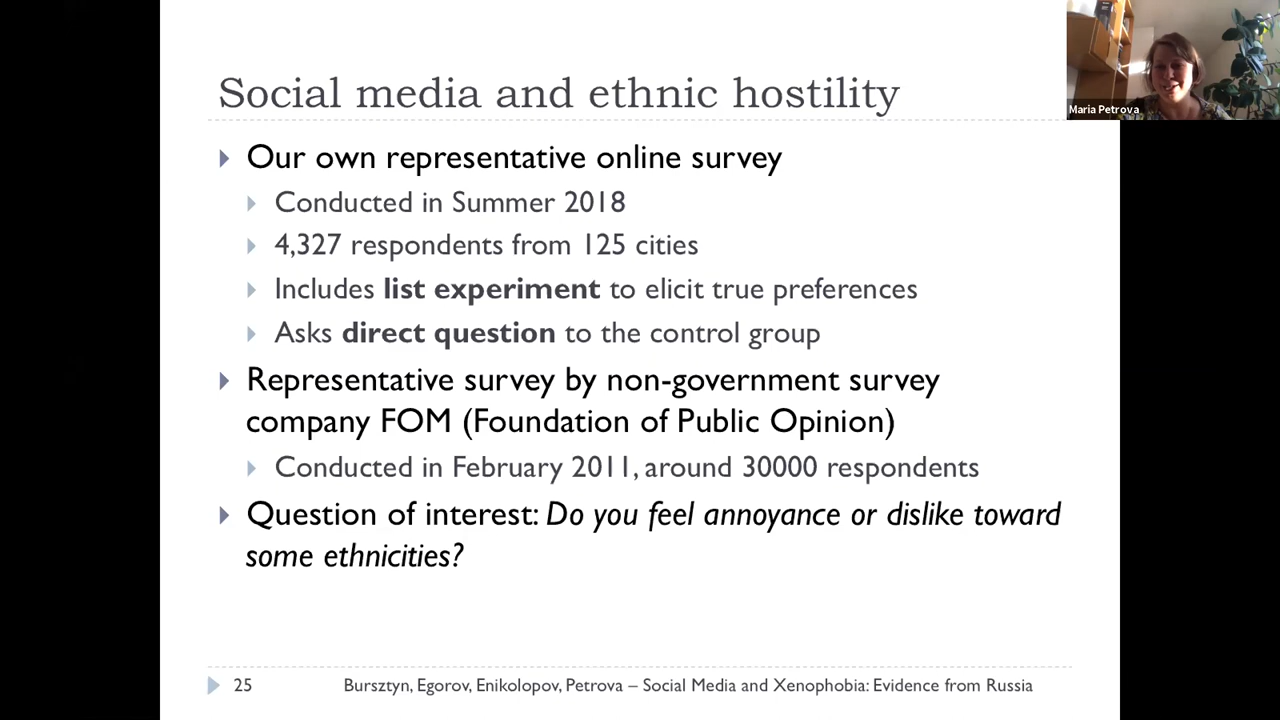 Social media and ethnic hostility
Maria Petrova
Our own representative online survey
Conducted in Summer 2018
4,327 respondents from 125 cities
Includes list experiment to elicit true preferences
Asks direct question to the control group
Representative survey by non-government survey
company FOM (Foundation of Public Opinion)
Conducted in February 2011, around 30000 respondents
Question of interest: Do you feel annoyance or dislike toward
some ethnicities?
25
Bursztyn, Egorov, Enikolopov, Petrova – Social Media and Xenophobia: Evidence from Russia